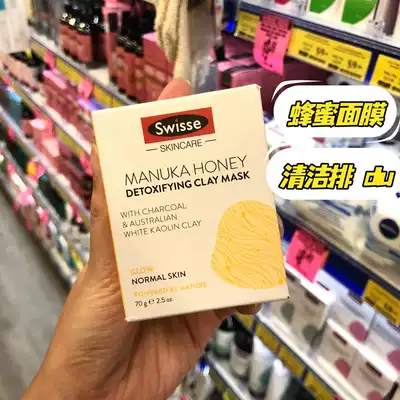 Swisse
SKINCARE
MANUKA HONEY
DETOXIFYING CLAY MASK
WITH CHARCOAL
& AUSTRALIAN
WHITE KAOLIN CLAY
GLOW
NORMAL SKIN
POWERED BY NATURE
70 g ℮ 2.5 oz.
蜂蜜面膜
清洁排 du